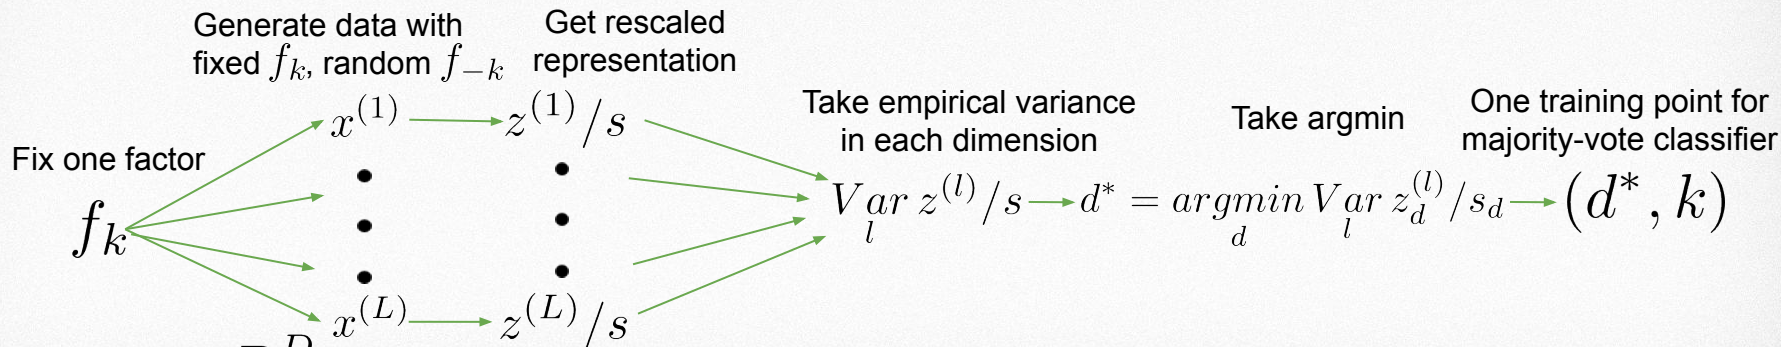 Generate data with
fixed f_k, random f_{-k}
Get rescaled
representation
Take empirical variance
in each dimension
Take argmin
One training point for
majority-vote classifier
Fix one factor
f_k
x^{(1)}
z^{(1)}/s
x^{(L)}
z^{(L)}/s
Var_l z^{(l)}/s
d^* = argmin_d Var_l z_d^{(l)}/s_d
(d^*, k)